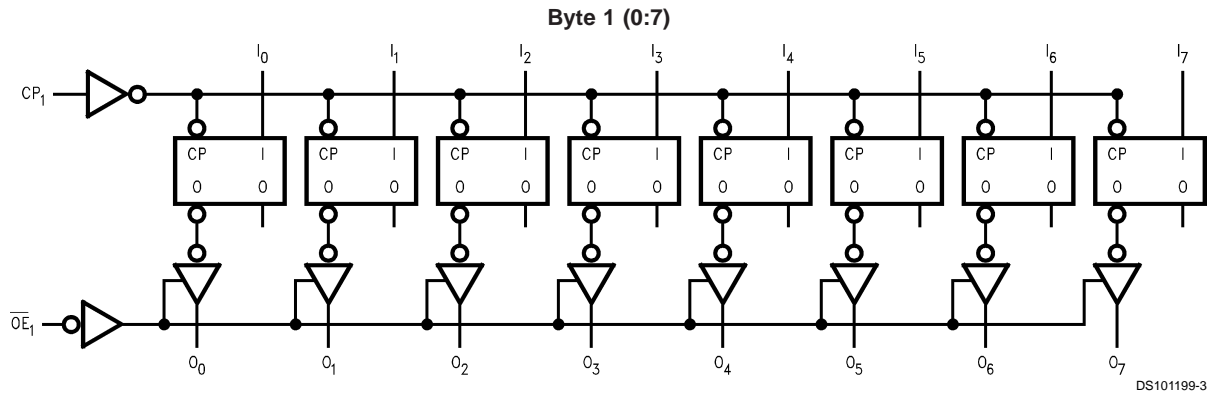 Byte 1 (0:7)
I₀ I₁ I₂ I₃ I₄ I₅ I₆ I₇
CP₁
CP I CP I CP I CP I CP I CP I CP I CP I
O O O O O O O O O O O O O O O O
O̅E̅₁
O₀ O₁ O₂ O₃ O₄ O₅ O₆ O₇
DS101199-3